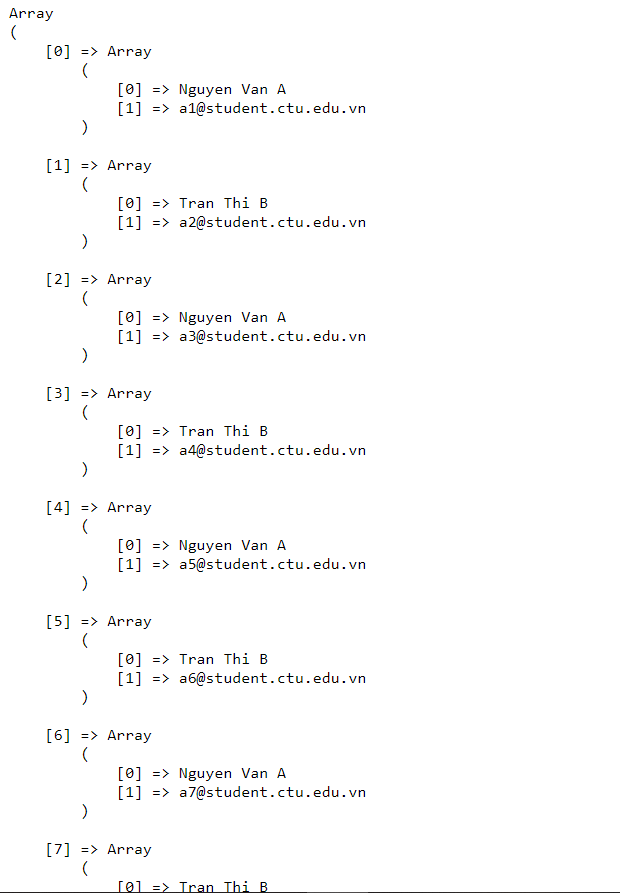 Array
(
    [0] => Array
        (
            [0] => Nguyen Van A
            [1] => a1@student.ctu.edu.vn
        )

    [1] => Array
        (
            [0] => Tran Thi B
            [1] => a2@student.ctu.edu.vn
        )

    [2] => Array
        (
            [0] => Nguyen Van A
            [1] => a3@student.ctu.edu.vn
        )

    [3] => Array
        (
            [0] => Tran Thi B
            [1] => a4@student.ctu.edu.vn
        )

    [4] => Array
        (
            [0] => Nguyen Van A
            [1] => a5@student.ctu.edu.vn
        )

    [5] => Array
        (
            [0] => Tran Thi B
            [1] => a6@student.ctu.edu.vn
        )

    [6] => Array
        (
            [0] => Nguyen Van A
            [1] => a7@student.ctu.edu.vn
        )

    [7] => Array
        (
            [0] => Tran Thi B